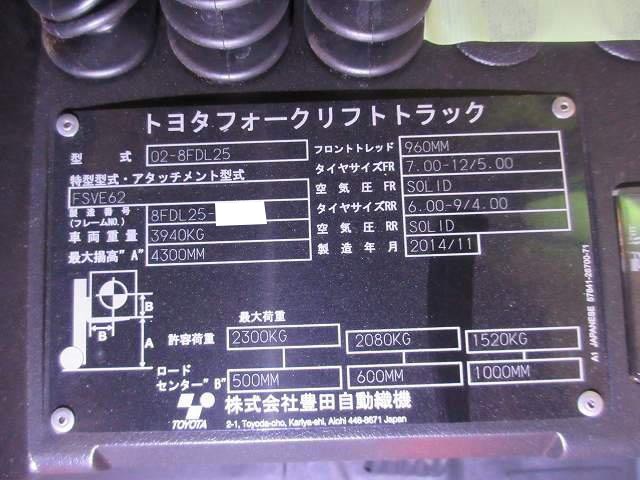 トヨタフォークリフトトラック
型式 02-8FDL25
特型型式・アタッチメント型式
FSVE62
製造番号 (フレームNO.) 8FDL25-
車両重量 3940KG
最大揚高"A" 4300MM
フロントトレッド 960MM
タイヤサイズFR 7.00-12/5.00
空気圧 FR SOLID
タイヤサイズRR 6.00-9/4.00
空気圧 RR SOLID
製造年月 2014/11
B
B
A
最大荷重
許容荷重 2300KG 2080KG 1520KG
ロードセンター"B" 500MM 600MM 1000MM
TOYOTA
株式会社豊田自動織機
2-1, Toyoda-cho, Kariya-shi, Aichi 448-8671 Japan
A1 JAPANESE 57841-26700-71